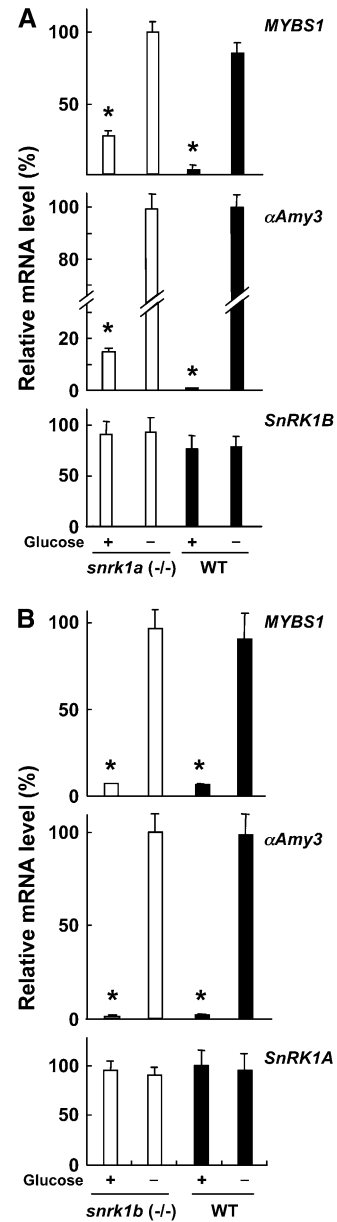 A
MYBS1
100
50
*
*
Relative mRNA level (%)
αAmy3
100
80
20
0
*
*
SnRK1B
100
50
0
Glucose + − + −
snrk1a (-/-) WT
B
MYBS1
100
50
0
*
*
Relative mRNA level (%)
αAmy3
100
50
0
*
*
SnRK1A
100
50
0
Glucose + − + −
snrk1b (-/-) WT